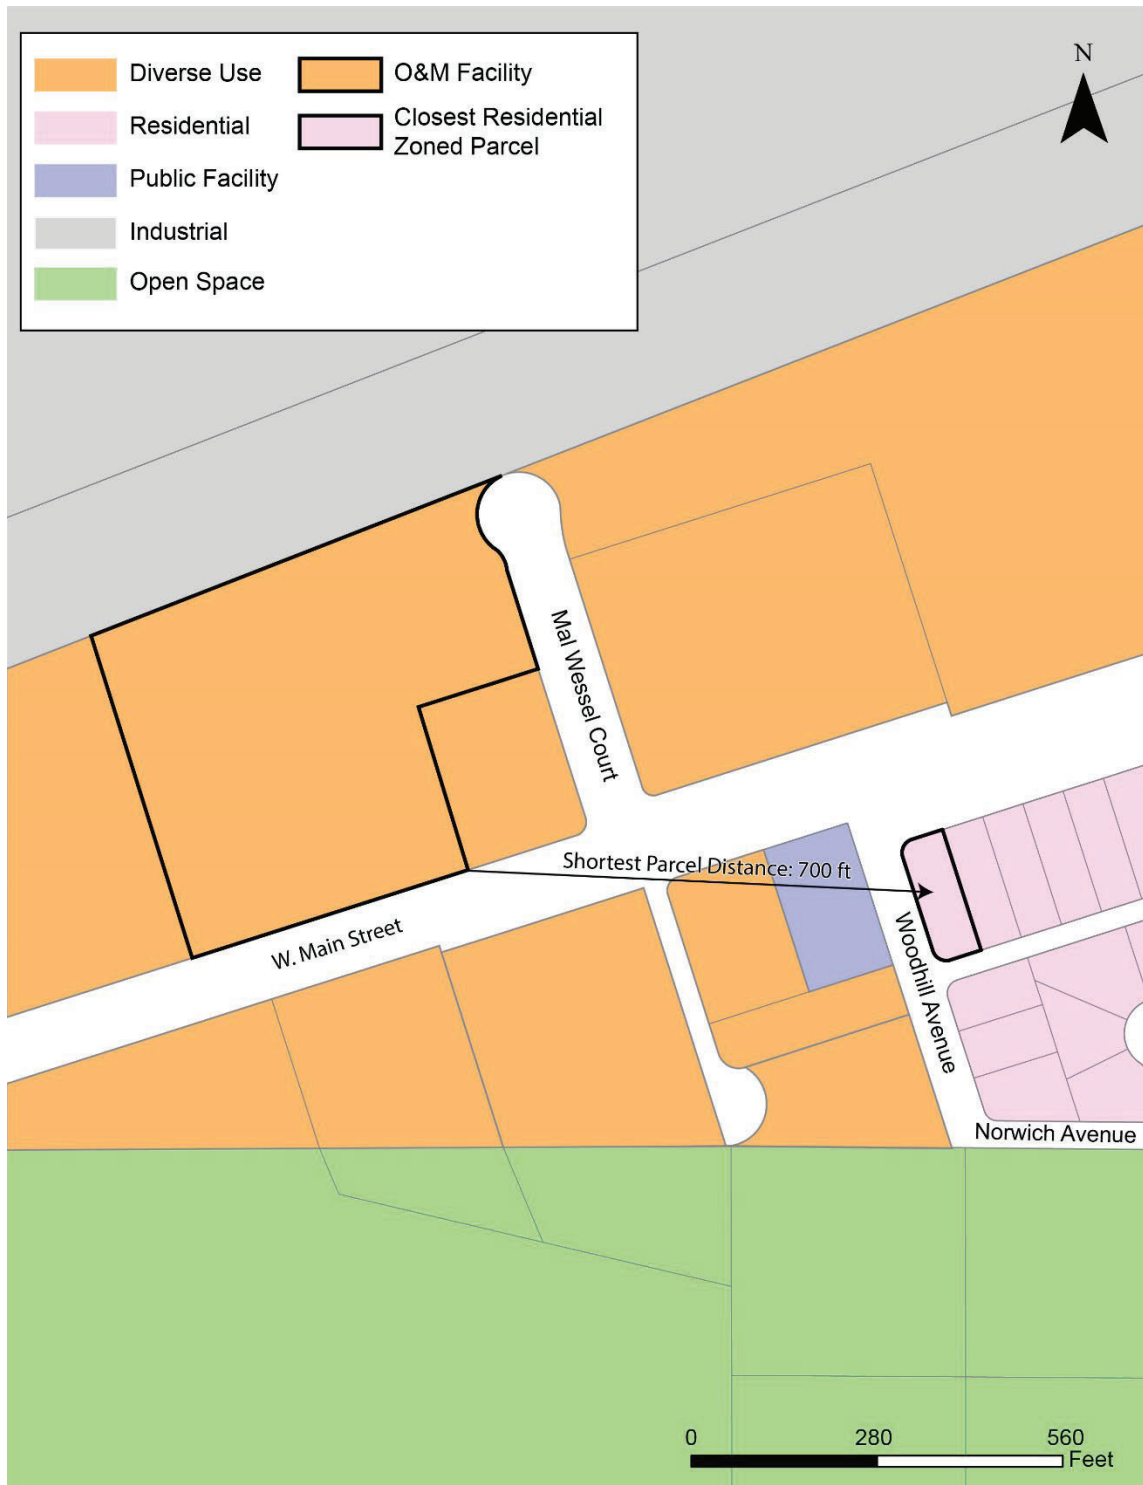 Diverse Use
Residential
Public Facility
Industrial
Open Space
O&M Facility
Closest Residential
Zoned Parcel
N
Mal Wessel Court
Shortest Parcel Distance: 700 ft
W. Main Street
Woodhill Avenue
Norwich Avenue
0 280 560
Feet